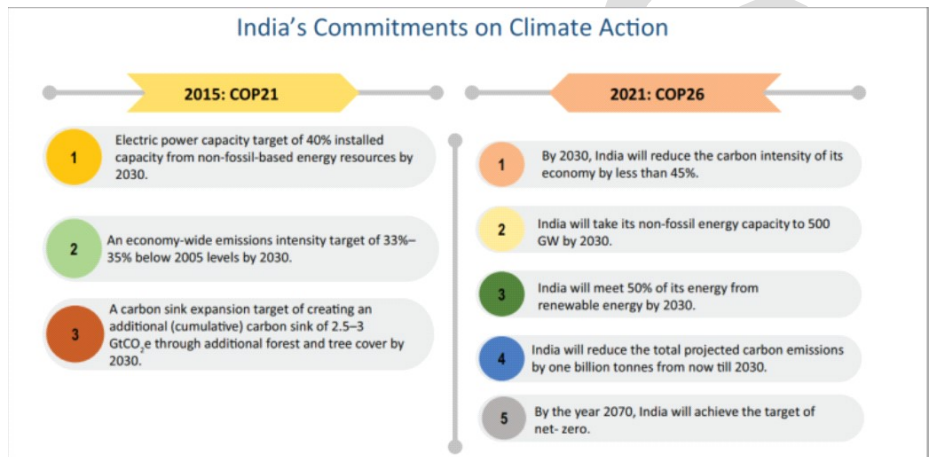 India's Commitments on Climate Action
2015: COP21
1
Electric power capacity target of 40% installed
capacity from non-fossil-based energy resources by
2030.
2
An economy-wide emissions intensity target of 33%–
35% below 2005 levels by 2030.
3
A carbon sink expansion target of creating an
additional (cumulative) carbon sink of 2.5–3
GtCO₂e through additional forest and tree cover by
2030.
2021: COP26
1
By 2030, India will reduce the carbon intensity of its
economy by less than 45%.
2
India will take its non-fossil energy capacity to 500
GW by 2030.
3
India will meet 50% of its energy from
renewable energy by 2030.
4
India will reduce the total projected carbon emissions
by one billion tonnes from now till 2030.
5
By the year 2070, India will achieve the target of
net- zero.